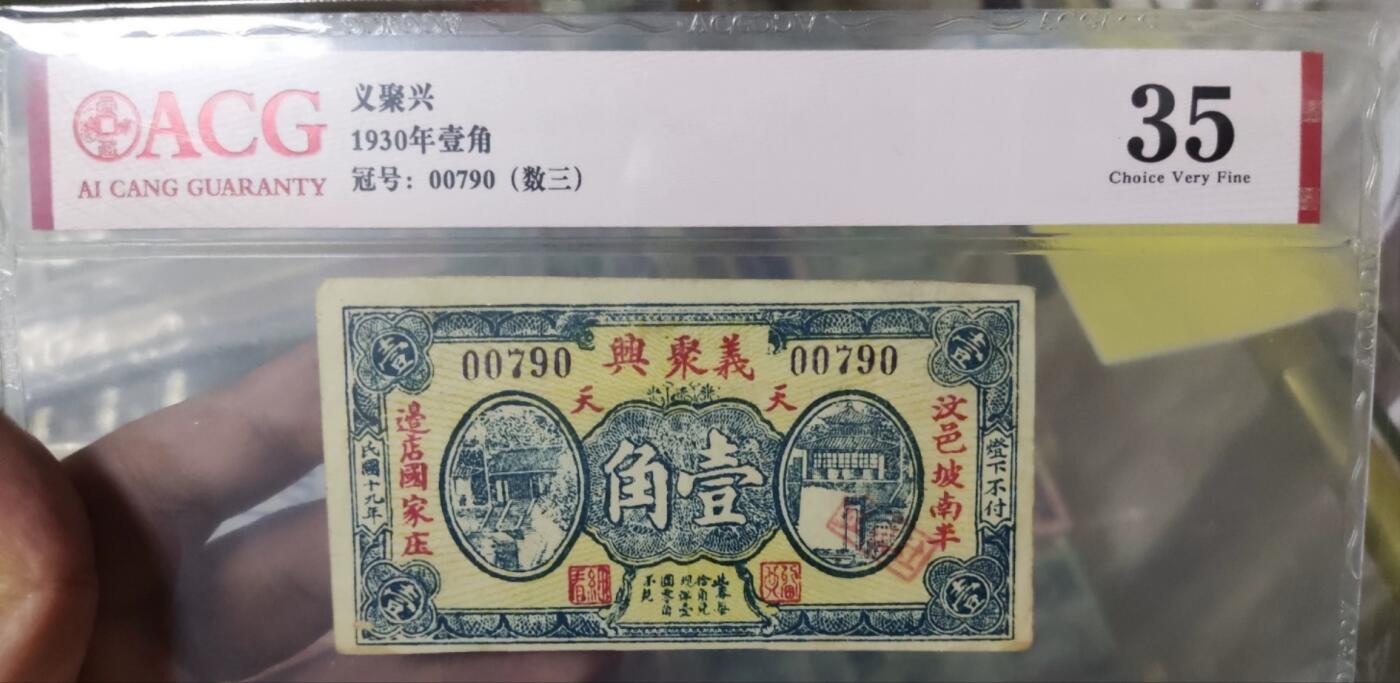 ACG
AI CANG GUARANTY
义聚兴
1930年壹角
冠号：00790（数三）
35
Choice Very Fine
壹
壹
00790
義聚興
00790
天
天
汶邑坡南
邊店國家庄
燈下不付
民國十九年
壹角
壹
壹